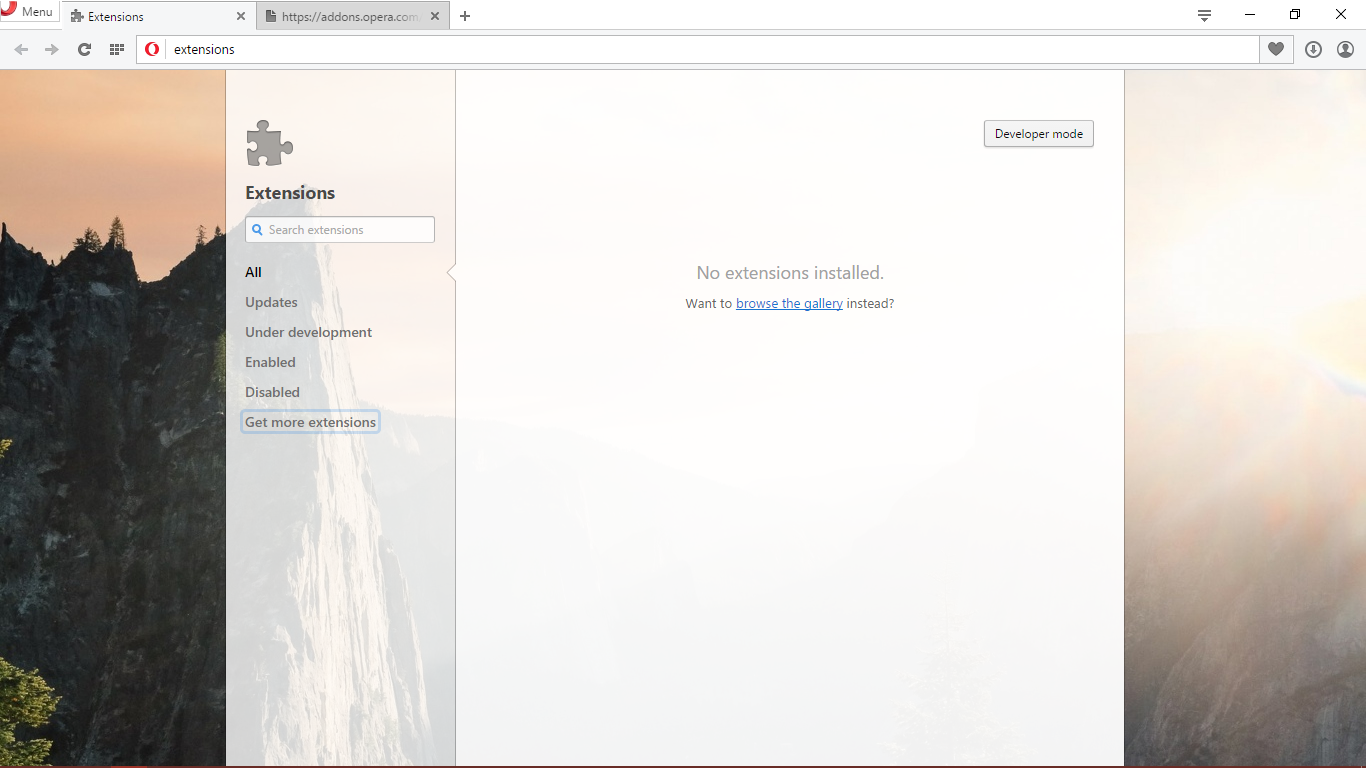 Menu
Extensions
https://addons.opera.com/
extensions
Developer mode
Extensions
Search extensions
All
Updates
Under development
Enabled
Disabled
Get more extensions
No extensions installed.
Want to browse the gallery instead?